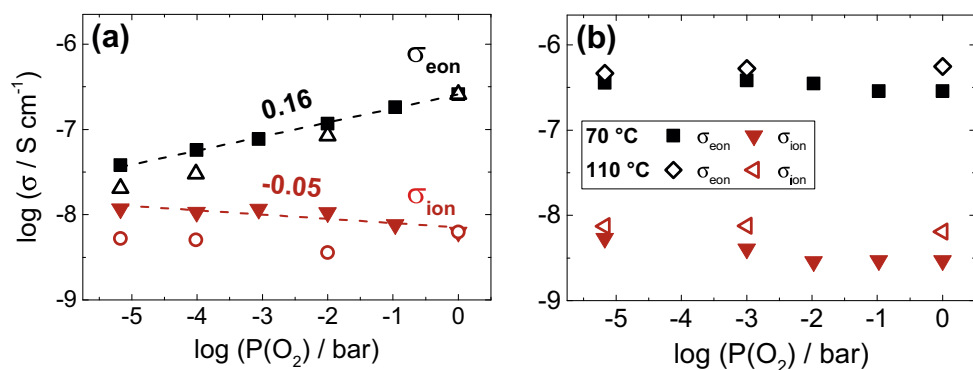 (a)
σeon
0.16
-0.05
σion
-6
-7
-8
-9
log (σ / S cm-1)
-5 -4 -3 -2 -1 0
log (P(O2) / bar)
(b)
-6
-7
-8
-9
70 °C σeon σion
110 °C σeon σion
-5 -4 -3 -2 -1 0
log (P(O2) / bar)